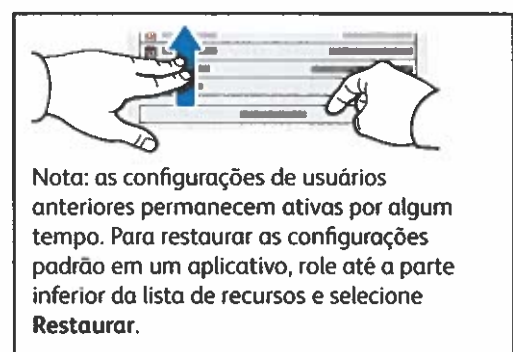 Nota: as configurações de usuários
anteriores permanecem ativas por algum
tempo. Para restaurar as configurações
padrão em um aplicativo, role até a parte
inferior da lista de recursos e selecione
Restaurar.